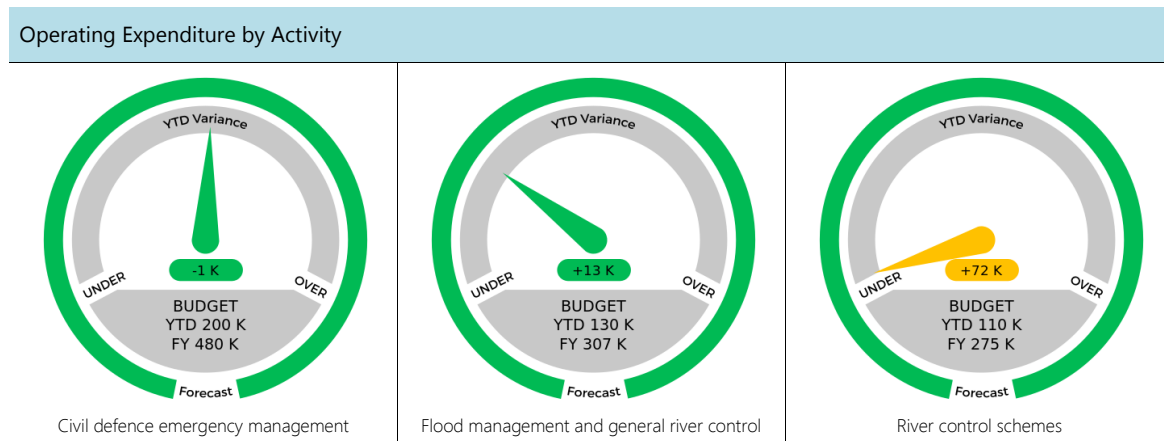 Operating Expenditure by Activity
YTD Variance
-1 K
UNDER
OVER
BUDGET
YTD 200 K
FY 480 K
Forecast
Civil defence emergency management
YTD Variance
+13 K
UNDER
OVER
BUDGET
YTD 130 K
FY 307 K
Forecast
Flood management and general river control
YTD Variance
+72 K
UNDER
OVER
BUDGET
YTD 110 K
FY 275 K
Forecast
River control schemes